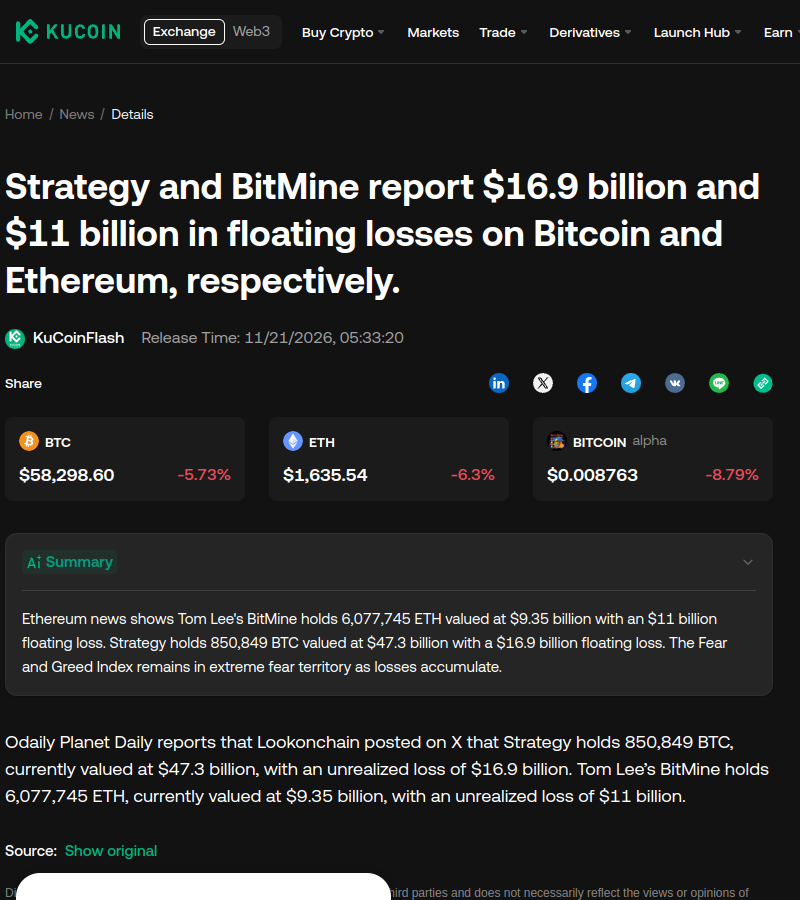 KUCOIN
Exchange Web3 Buy Crypto Markets Trade Derivatives Launch Hub Earn
Home / News / Details
Strategy and BitMine report $16.9 billion and
$11 billion in floating losses on Bitcoin and
Ethereum, respectively.
KuCoinFlash Release Time: 11/21/2026, 05:33:20
Share
BTC
$58,298.60 -5.73%
ETH
$1,635.54 -6.3%
BITCOIN alpha
$0.008763 -8.79%
Summary
Ethereum news shows Tom Lee's BitMine holds 6,077,745 ETH valued at $9.35 billion with an $11 billion
floating loss. Strategy holds 850,849 BTC valued at $47.3 billion with a $16.9 billion floating loss. The Fear
and Greed Index remains in extreme fear territory as losses accumulate.
Odaily Planet Daily reports that Lookonchain posted on X that Strategy holds 850,849 BTC,
currently valued at $47.3 billion, with an unrealized loss of $16.9 billion. Tom Lee’s BitMine holds
6,077,745 ETH, currently valued at $9.35 billion, with an unrealized loss of $11 billion.
Source: Show original
parties and does not necessarily reflect the views or opinions of